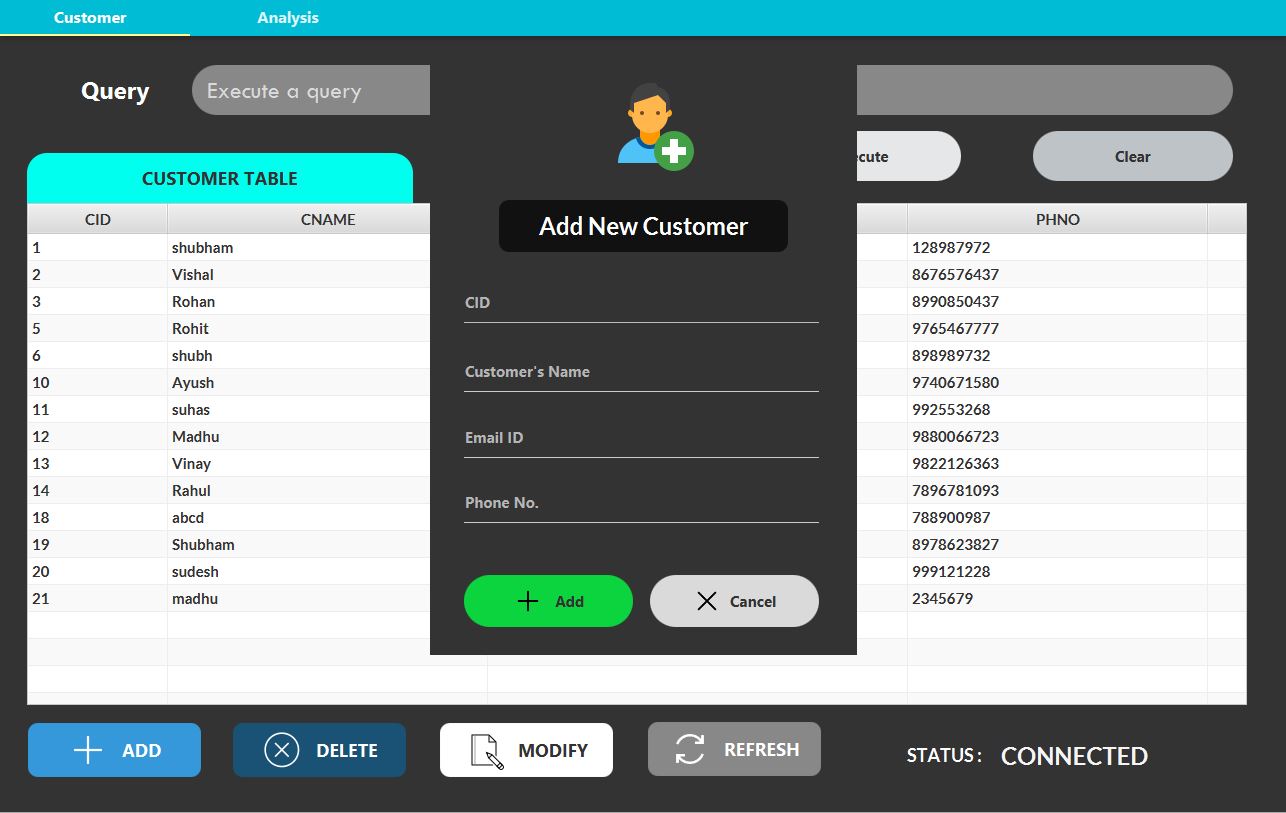 Customer Analysis
Query Execute a query
cute Clear
CUSTOMER TABLE
Add New Customer
CID CNAME PHNO
1 shubham 128987972
2 Vishal 8676576437
3 Rohan 8990850437
5 Rohit 9765467777
6 shubh 898989732
10 Ayush 9740671580
11 suhas 992553268
12 Madhu 9880066723
13 Vinay 9822126363
14 Rahul 7896781093
18 abcd 788900987
19 Shubham 8978623827
20 sudesh 999121228
21 madhu 2345679
CID
Customer's Name
Email ID
Phone No.
Add Cancel
ADD DELETE MODIFY REFRESH STATUS : CONNECTED